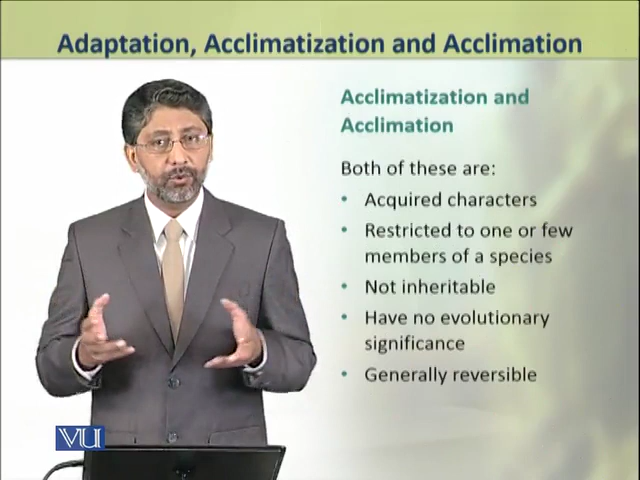 Adaptation, Acclimatization and Acclimation
Acclimatization and
Acclimation
Both of these are:
• Acquired characters
• Restricted to one or few
members of a species
• Not inheritable
• Have no evolutionary
significance
• Generally reversible
VU